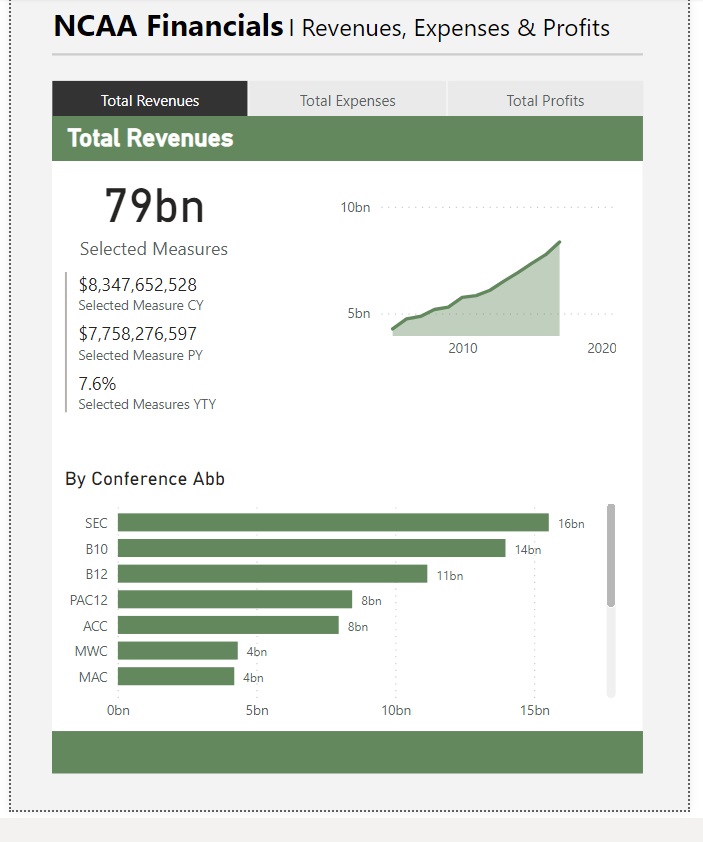 NCAA Financials | Revenues, Expenses & Profits
Total Revenues
Total Expenses
Total Profits
Total Revenues
79bn
Selected Measures
$8,347,652,528
Selected Measure CY
$7,758,276,597
Selected Measure PY
7.6%
Selected Measures YTY
10bn
5bn
2010
2020
By Conference Abb
SEC 16bn
B10 14bn
B12 11bn
PAC12 8bn
ACC 8bn
MWC 4bn
MAC 4bn
0bn 5bn 10bn 15bn